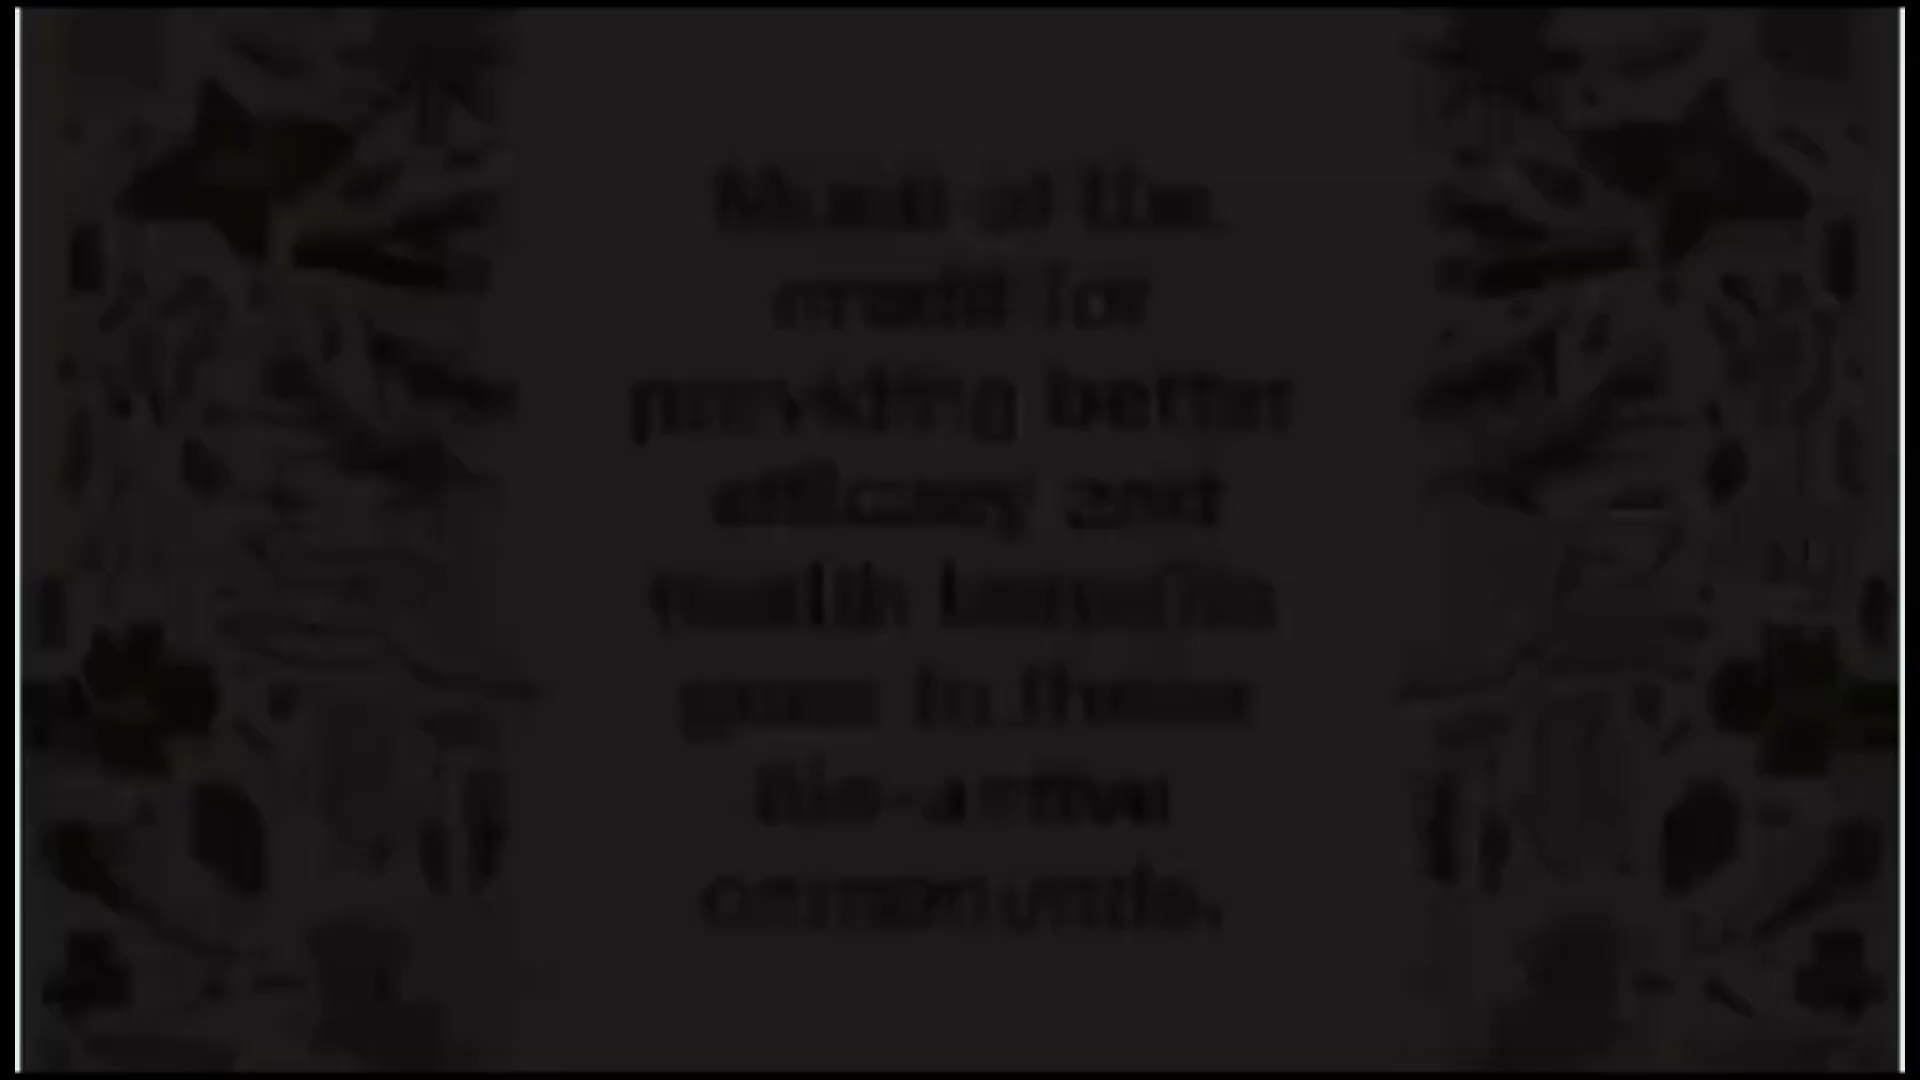 Much of the
credit for
providing better
efficacy and
health benefits
goes to these
bio-active
compounds.